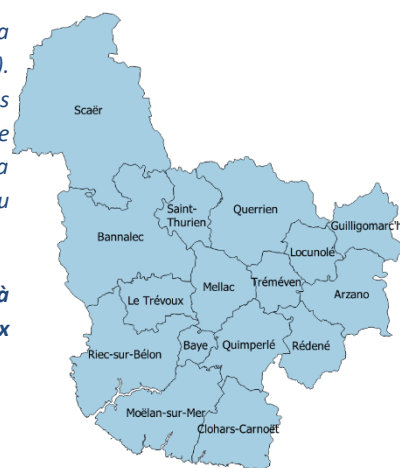 a
).
s
e
a
u
à
x
Scaër
Saint-
Thurien
Querrien
Guilligomarc'h
Bannalec
Locunolé
Mellac
Tréméven
Arzano
Le Trévoux
Riec-sur-Bélon
Baye
Quimperlé
Rédené
Moëlan-sur-Mer
Clohars-Carnoët